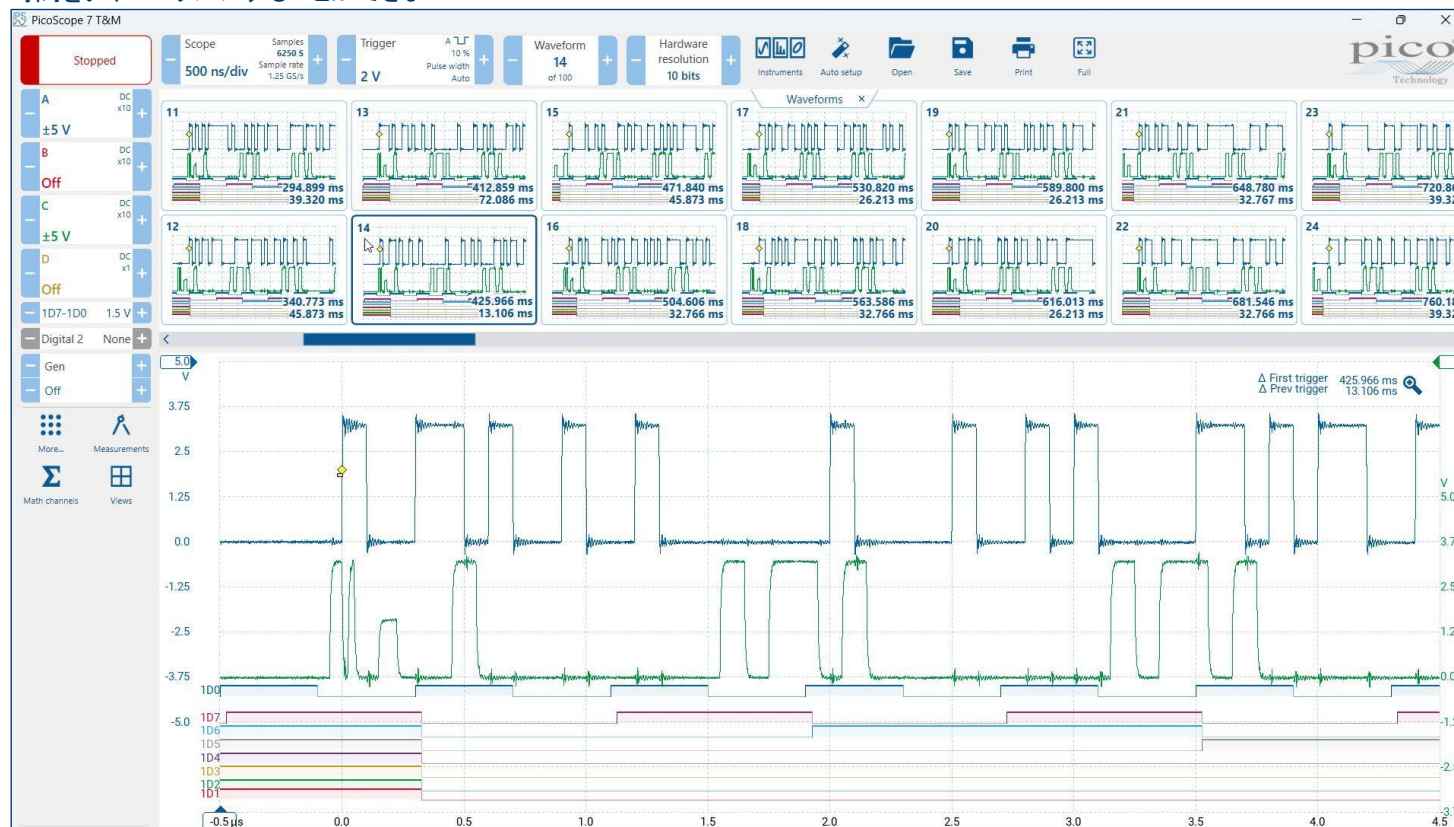 PicoScope 7 T&M
Stopped
Scope
500 ns/div
Samples
6250 S
Sample rate
1.25 GS/s
Trigger
2 V
A
10 %
Pulse width
Auto
Waveform
14
of 100
Hardware
resolution
10 bits
Instruments
Auto setup
Open
Save
Print
Full
pico
Technology
A
DC
x10
±5 V
B
DC
x10
Off
C
DC
x10
±5 V
D
DC
x1
Off
1D7-1D0 1.5 V
Digital 2 None
Gen
Off
More...
Measurements
Math channels
Views
Waveforms ×
11
294.899 ms
39.320 ms
13
412.859 ms
72.086 ms
15
471.840 ms
45.873 ms
17
530.820 ms
26.213 ms
19
589.800 ms
26.213 ms
21
648.780 ms
32.767 ms
23
12
340.773 ms
45.873 ms
14
425.966 ms
13.106 ms
16
504.606 ms
32.766 ms
18
563.586 ms
32.766 ms
20
616.013 ms
26.213 ms
22
681.546 ms
32.766 ms
24
Δ First trigger 425.966 ms
Δ Prev trigger 13.106 ms
5.0
V
3.75
2.5
1.25
0.0
-1.25
-2.5
-3.75
-5.0
V
1D0
1D7
1D6
1D5
1D4
1D3
1D2
1D1
-0.5 µs
0.0
0.5
1.0
1.5
2.0
2.5
3.0
3.5
4.0
4.5